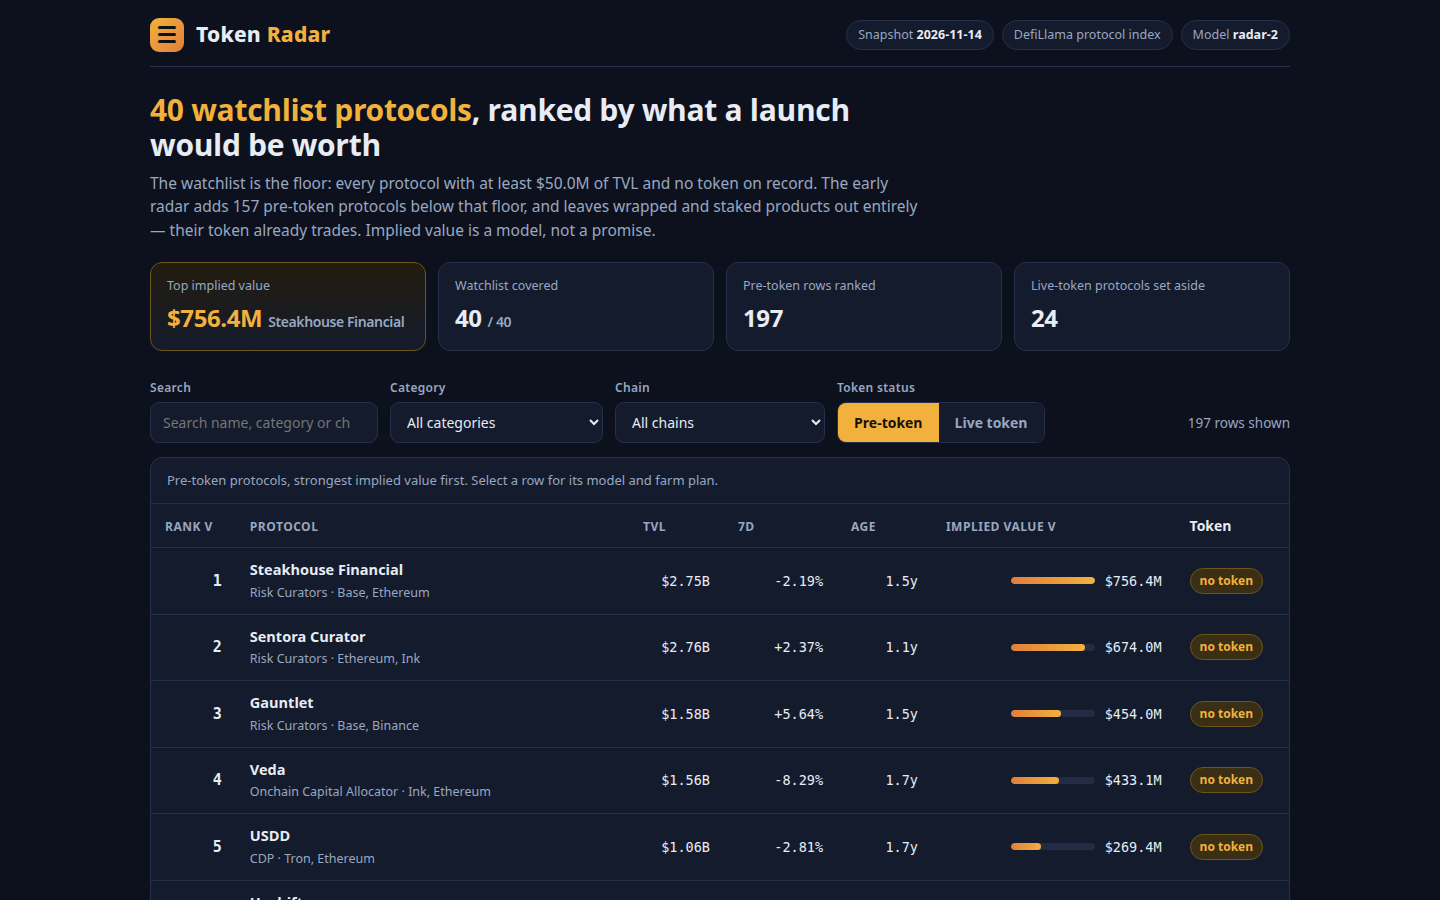 Token Radar
Snapshot 2026-11-14
DefiLlama protocol index
Model radar-2
40 watchlist protocols, ranked by what a launch
would be worth
The watchlist is the floor: every protocol with at least $50.0M of TVL and no token on record. The early
radar adds 157 pre-token protocols below that floor, and leaves wrapped and staked products out entirely
— their token already trades. Implied value is a model, not a promise.
Top implied value
$756.4M Steakhouse Financial
Watchlist covered
40 / 40
Pre-token rows ranked
197
Live-token protocols set aside
24
Search
Category
Chain
Token status
Search name, category or ch
All categories
All chains
Pre-token
Live token
197 rows shown
Pre-token protocols, strongest implied value first. Select a row for its model and farm plan.
RANK V PROTOCOL TVL 7D AGE IMPLIED VALUE V Token
1 Steakhouse Financial $2.75B -2.19% 1.5y $756.4M no token
Risk Curators · Base, Ethereum
2 Sentora Curator $2.76B +2.37% 1.1y $674.0M no token
Risk Curators · Ethereum, Ink
3 Gauntlet $1.58B +5.64% 1.5y $454.0M no token
Risk Curators · Base, Binance
4 Veda $1.56B -8.29% 1.7y $433.1M no token
Onchain Capital Allocator · Ink, Ethereum
5 USDD $1.06B -2.81% 1.7y $269.4M no token
CDP · Tron, Ethereum